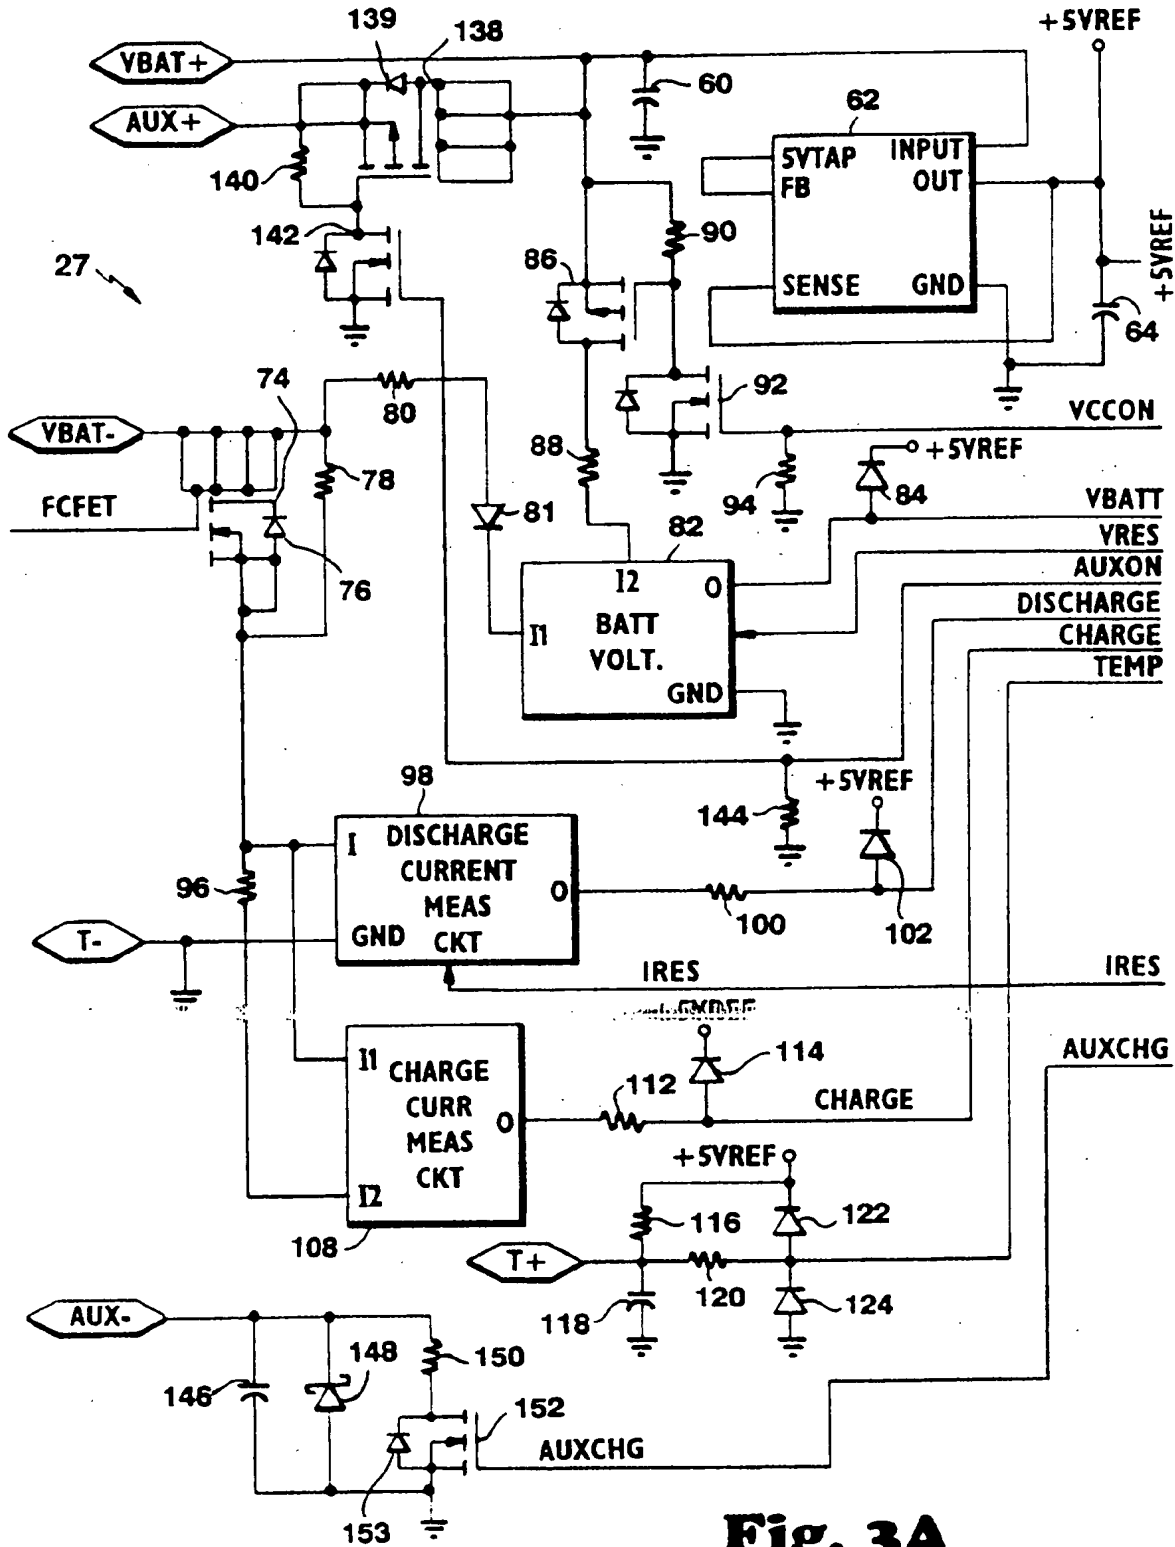 139
138
+5VREF
VBAT+
60
62
AUX+
5VTAP
INPUT
FB
OUT
140
142
90
+5VREF
27
86
SENSE
GND
64
74
92
80
VCCON
VBAT-
88
+5VREF
78
84
FCFET
94
VBATT
81
82
VRES
76
I2
O
AUXON
BATT
DISCHARGE
I1
VOLT.
CHARGE
GND
TEMP
98
+5VREF
144
I
DISCHARGE
CURRENT
96
MEAS
O
100
102
T-
GND
CKT
IRES
IRES
AUXCHG
I1
114
CHARGE
112
CURR
O
CHARGE
MEAS
CKT
+5VREF
I2
116
122
108
T+
120
124
AUX-
118
148
150
146
152
AUXCHG
153
Fig. 3A